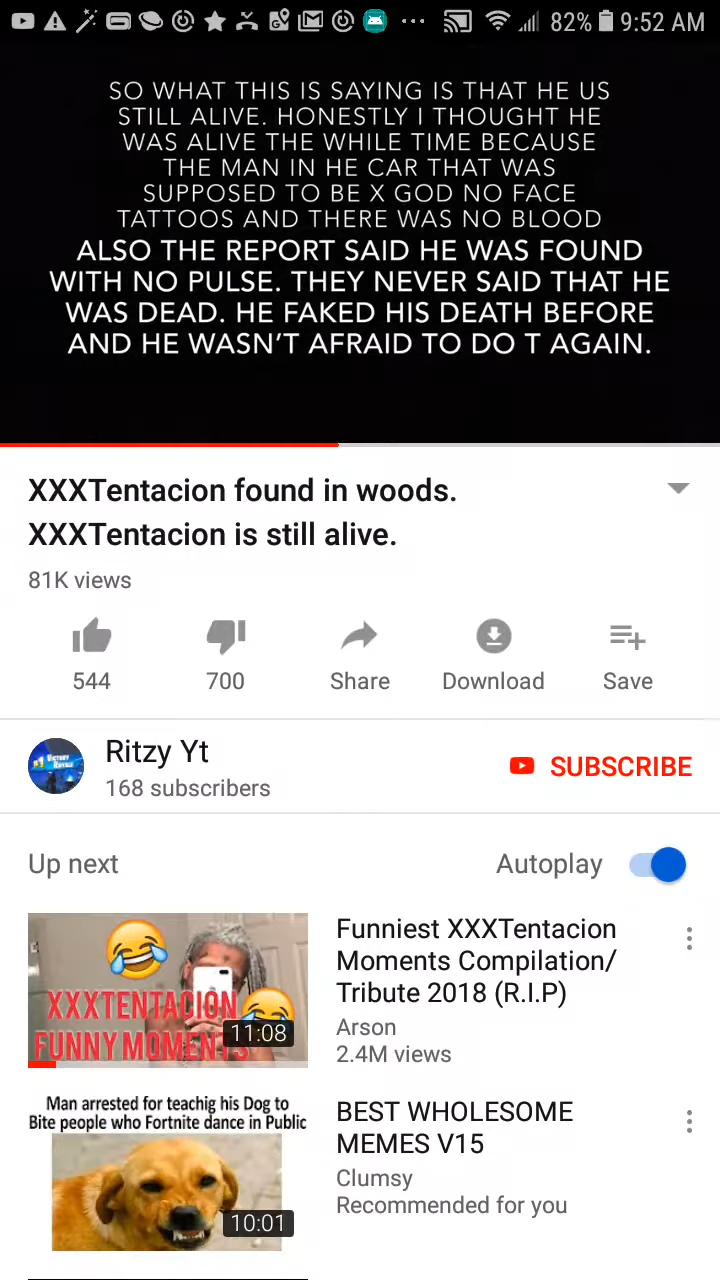 82% 9:52 AM
SO WHAT THIS IS SAYING IS THAT HE US
STILL ALIVE. HONESTLY I THOUGHT HE
WAS ALIVE THE WHILE TIME BECAUSE
THE MAN IN HE CAR THAT WAS
SUPPOSED TO BE X GOD NO FACE
TATTOOS AND THERE WAS NO BLOOD
ALSO THE REPORT SAID HE WAS FOUND
WITH NO PULSE. THEY NEVER SAID THAT HE
WAS DEAD. HE FAKED HIS DEATH BEFORE
AND HE WASN'T AFRAID TO DO T AGAIN.
XXXTentacion found in woods.
XXXTentacion is still alive.
81K views
544 700 Share Download Save
Ritzy Yt
168 subscribers
SUBSCRIBE
Up next Autoplay
XXXTENTACION
FUNNY MOMENTS
11:08
Funniest XXXTentacion
Moments Compilation/
Tribute 2018 (R.I.P)
Arson
2.4M views
Man arrested for teachig his Dog to
Bite people who Fortnite dance in Public
10:01
BEST WHOLESOME
MEMES V15
Clumsy
Recommended for you